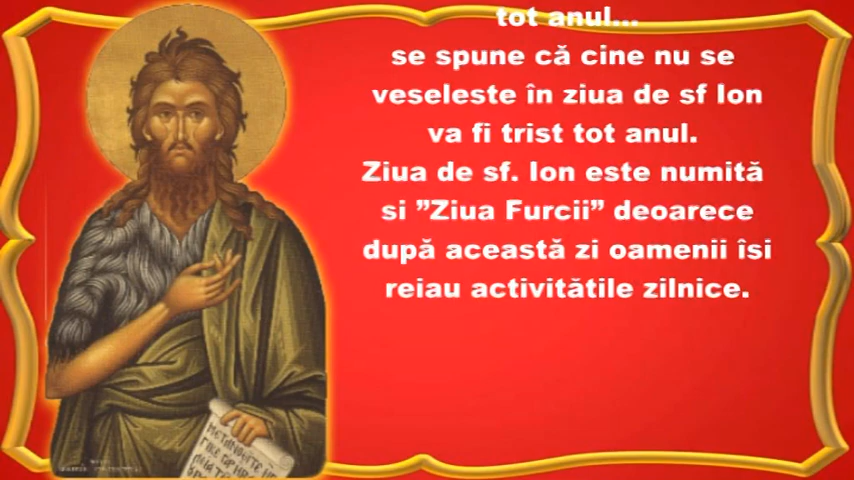 tot anul...
se spune că cine nu se
veseleste în ziua de sf Ion
va fi trist tot anul.
Ziua de sf. Ion este numită
si ”Ziua Furcii” deoarece
după această zi oamenii îsi
reiau activitătile zilnice.
ΜΕΤΑΝΟΕΙΤΕ